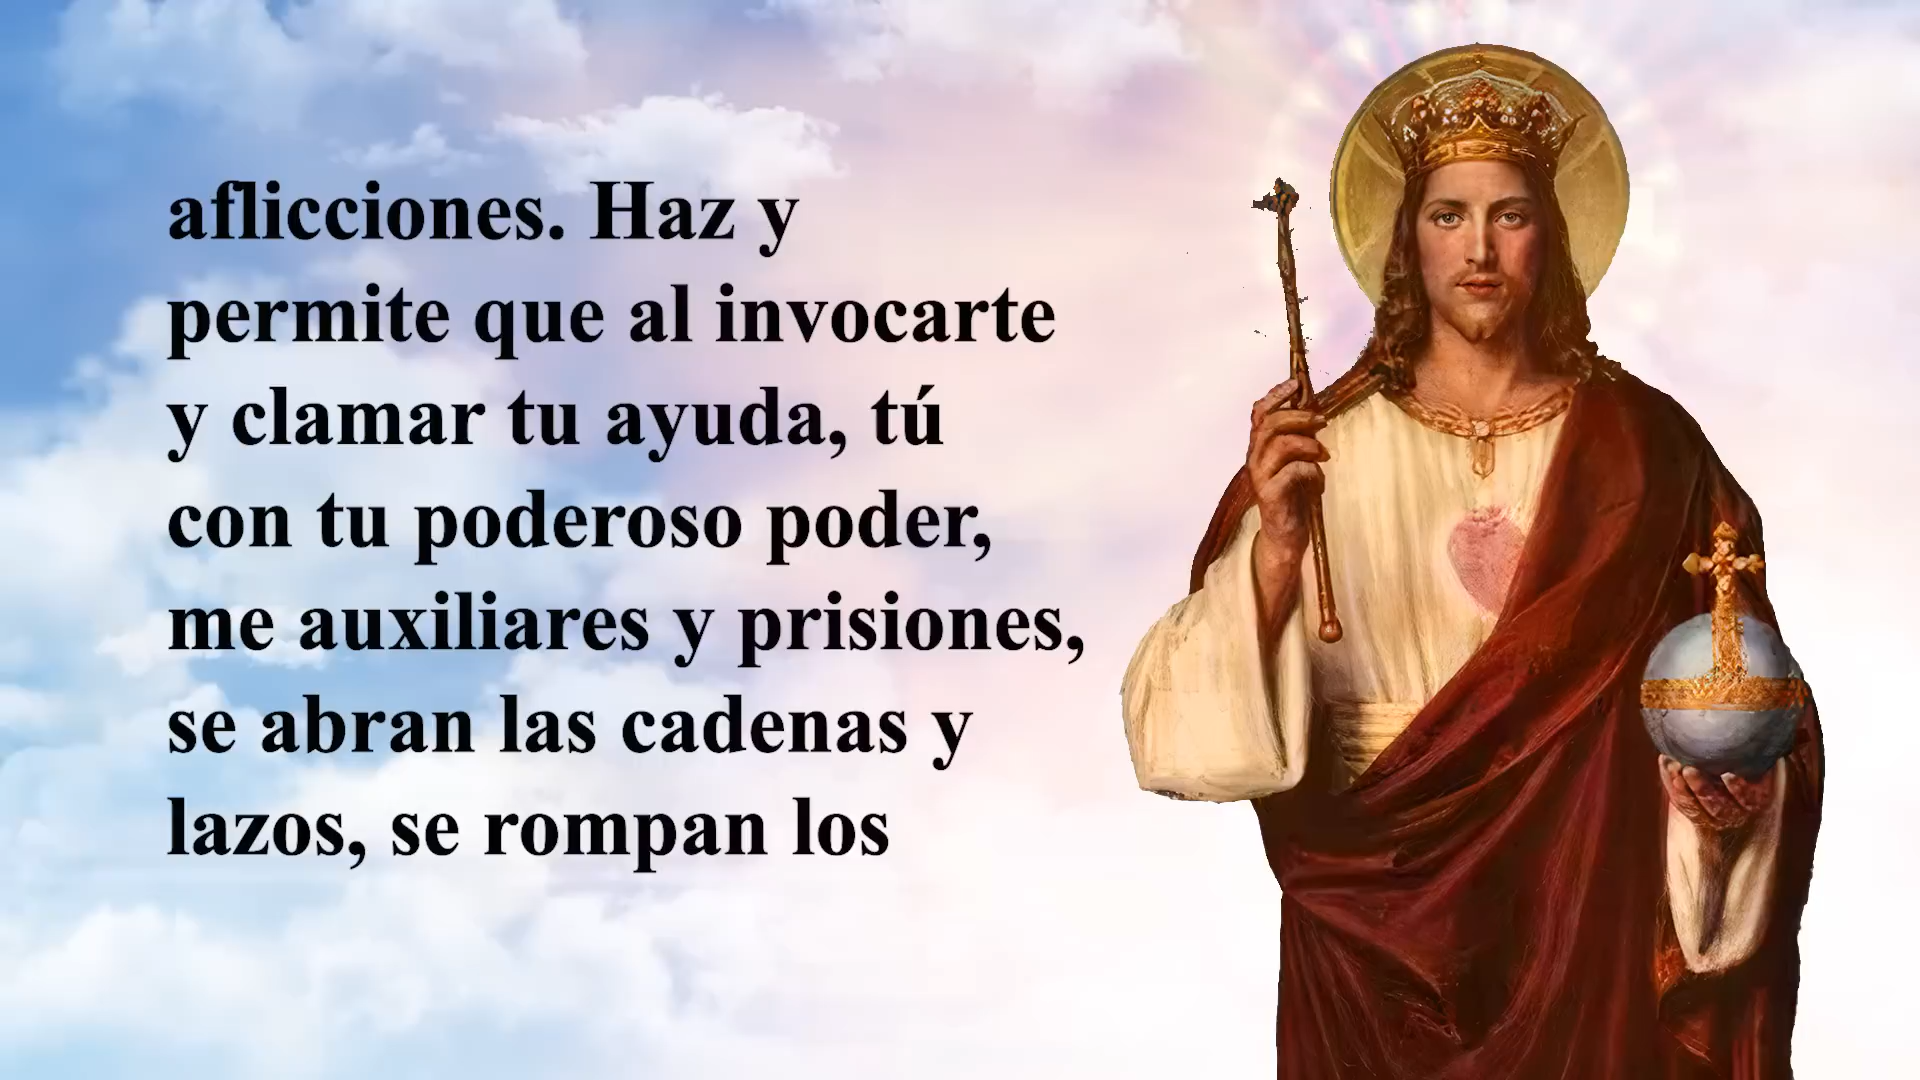 aflicciones. Haz y
permite que al invocarte
y clamar tu ayuda, tú
con tu poderoso poder,
me auxiliares y prisiones,
se abran las cadenas y
lazos, se rompan los